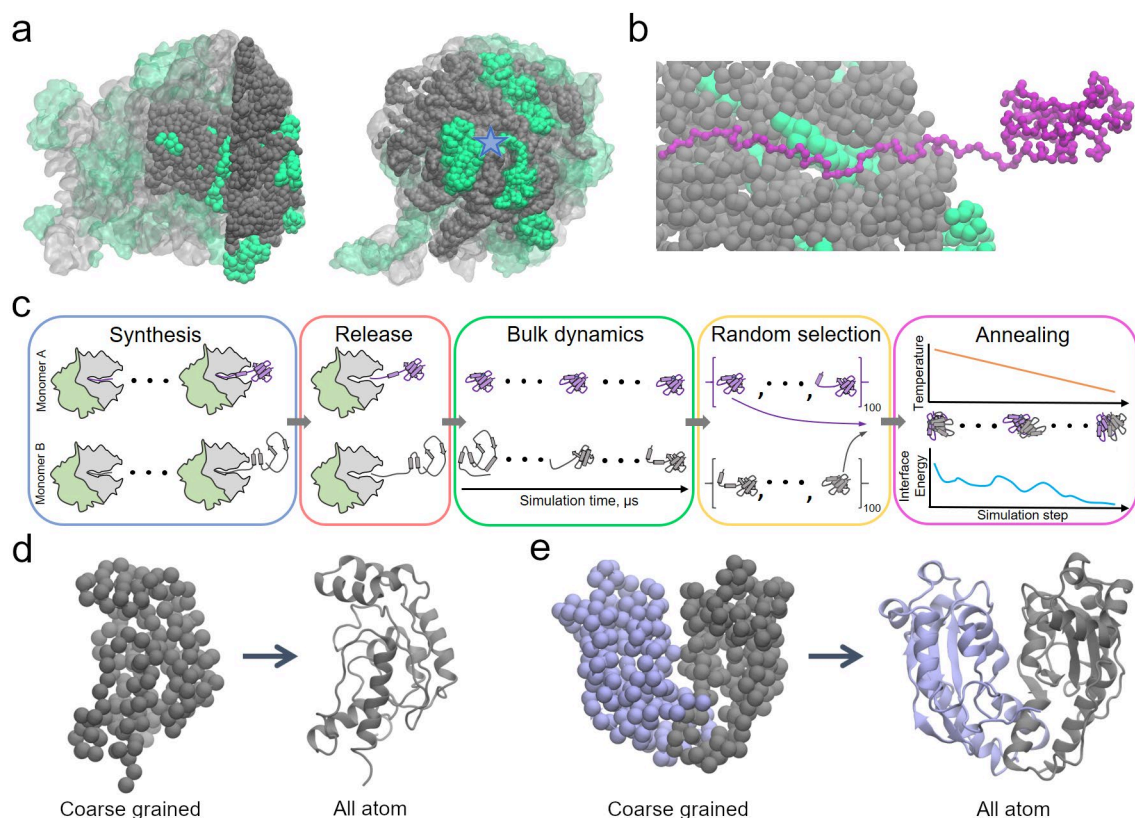 a
b
c
Synthesis
Release
Bulk dynamics
Random selection
Annealing
Monomer A
Monomer B
100
100
Simulation time, µs
Temperature
Interface
Energy
Simulation step
d
e
Coarse grained
All atom
Coarse grained
All atom